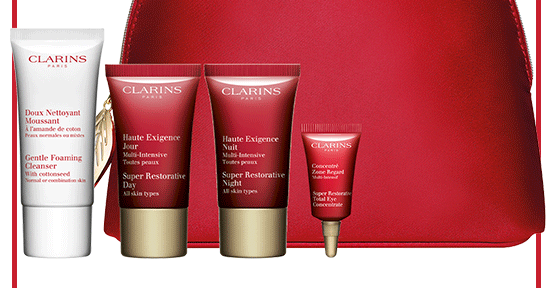 CLARINS
PARIS
Doux Nettoyant
Moussant
A l'amande de coton
Peaux normales ou mixtes
Gentle Foaming
Cleanser
With cottonseed
Normal or combination skin
CLARINS
PARIS
Haute Exigence
Jour
Multi-Intensive
Toutes peaux
Super Restorative
Day
All skin types
CLARINS
PARIS
Haute Exigence
Nuit
Multi-Intensive
Toutes peaux
Super Restorative
Night
All skin types
Concentré
Zone Regard
Multi-Intensif
Super Restorative
Total Eye
Concentrate